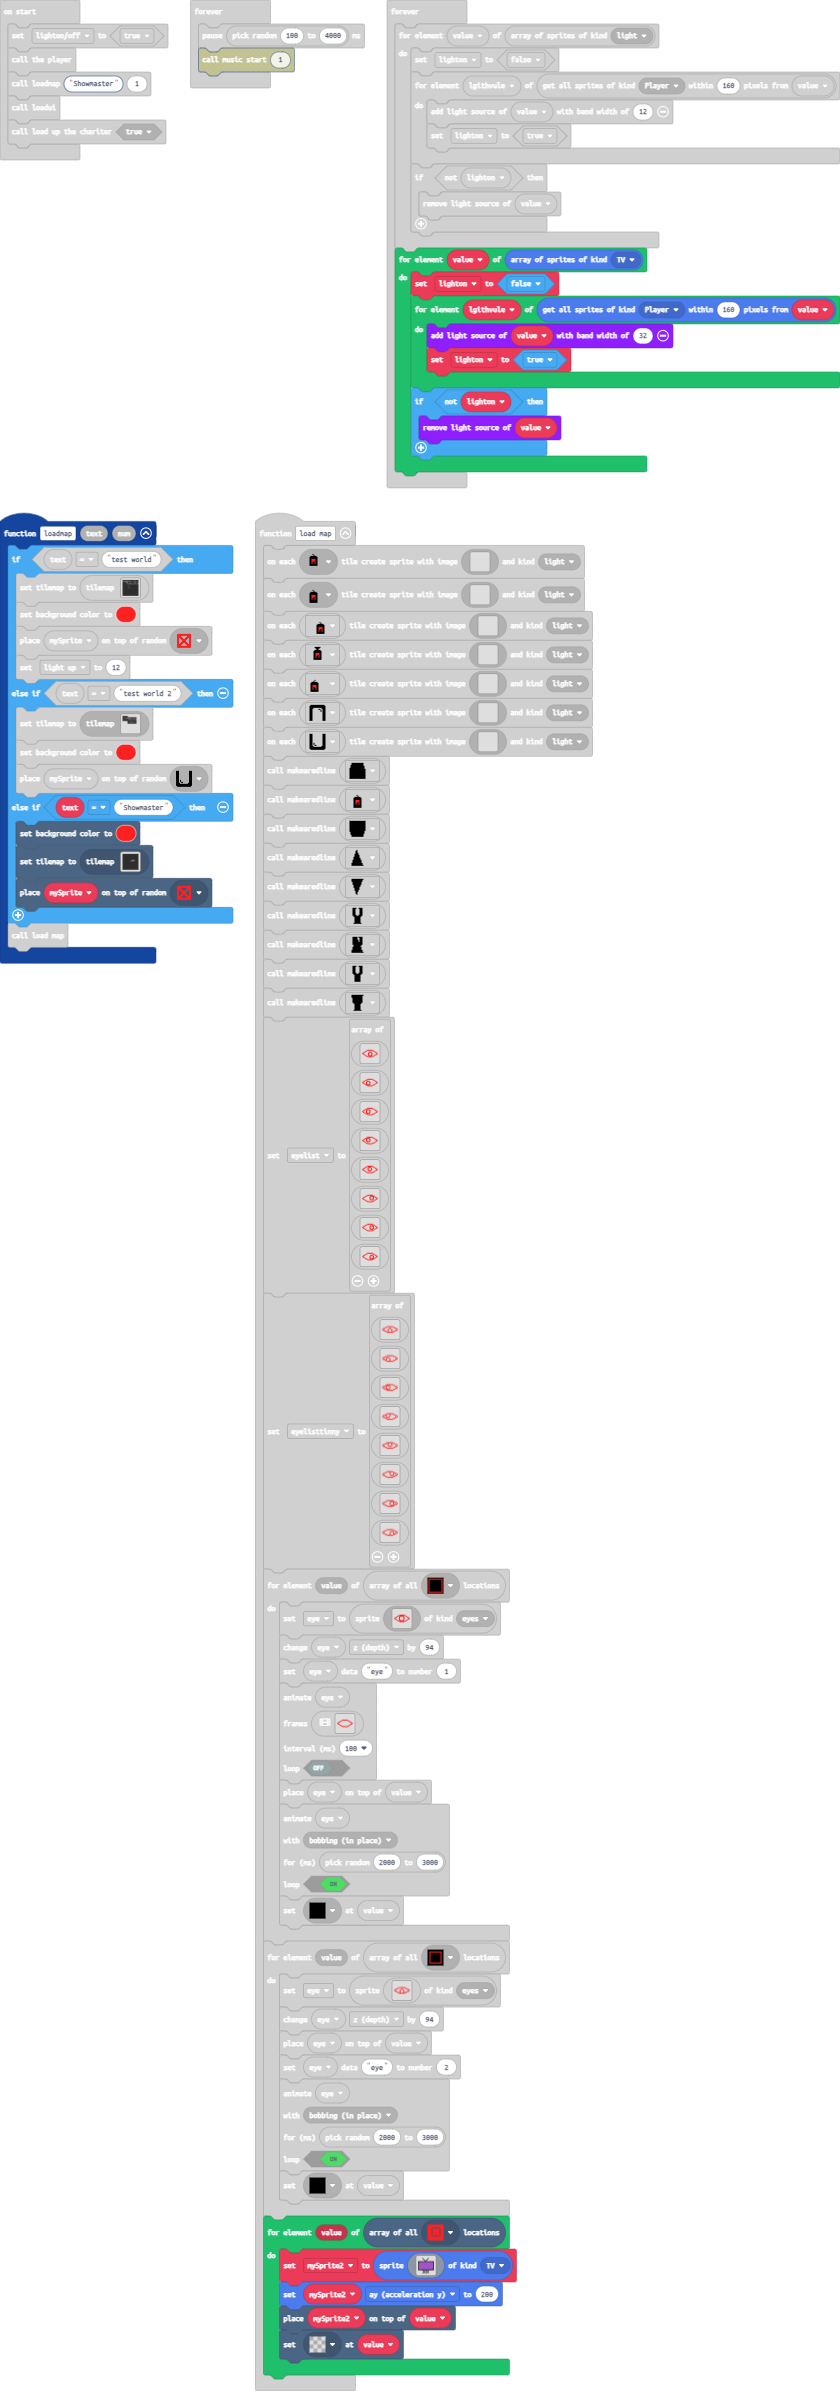 on start
set lighton/off to true
call the player
call loadmap "Showmaster" 1
call loadui
call load up the chariter true
forever
pause pick random 100 to 4000 ms
call music start 1
forever
for element value of array of sprites of kind light
do
set lighton to false
for element lgithvule of get all sprites of kind Player within 160 pixels from value
do
add light source of value with band width of 12
set lighton to true
if not lighton then
remove light source of value
for element value of array of sprites of kind TV
do
set lighton to false
for element lgithvule of get all sprites of kind Player within 160 pixels from value
do
add light source of value with band width of 32
set lighton to true
if not lighton then
remove light source of value
function loadmap text num
if text = "test world" then
set tilemap to tilemap
set background color to
place mySprite on top of random
set light up to 12
else if text = "test world 2" then
set tilemap to tilemap
set background color to
place mySprite on top of random
else if text = "Showmaster" then
set background color to
set tilemap to tilemap
place mySprite on top of random
call load map
function load map
on each tile create sprite with image and kind light
on each tile create sprite with image and kind light
on each tile create sprite with image and kind light
on each tile create sprite with image and kind light
on each tile create sprite with image and kind light
on each tile create sprite with image and kind light
on each tile create sprite with image and kind light
call makearedline
call makearedline
call makearedline
call makearedline
call makearedline
call makearedline
call makearedline
call makearedline
call makearedline
array of
set eyelist to
array of
set eyelisttinny to
for element value of array of all locations
do
set eye to sprite of kind eyes
change eye z (depth) by 94
set eye data "eye" to number 1
animate eye
frames
interval (ms) 100
loop OFF
place eye on top of value
animate eye
with bobbing (in place)
for (ms) pick random 2000 to 3000
loop ON
set at value
for element value of array of all locations
do
set eye to sprite of kind eyes
change eye z (depth) by 94
place eye on top of value
set eye data "eye" to number 2
animate eye
with bobbing (in place)
for (ms) pick random 2000 to 3000
loop ON
set at value
for element value of array of all locations
do
set mySprite2 to sprite of kind TV
set mySprite2 ay (acceleration y) to 200
place mySprite2 on top of value
set at value